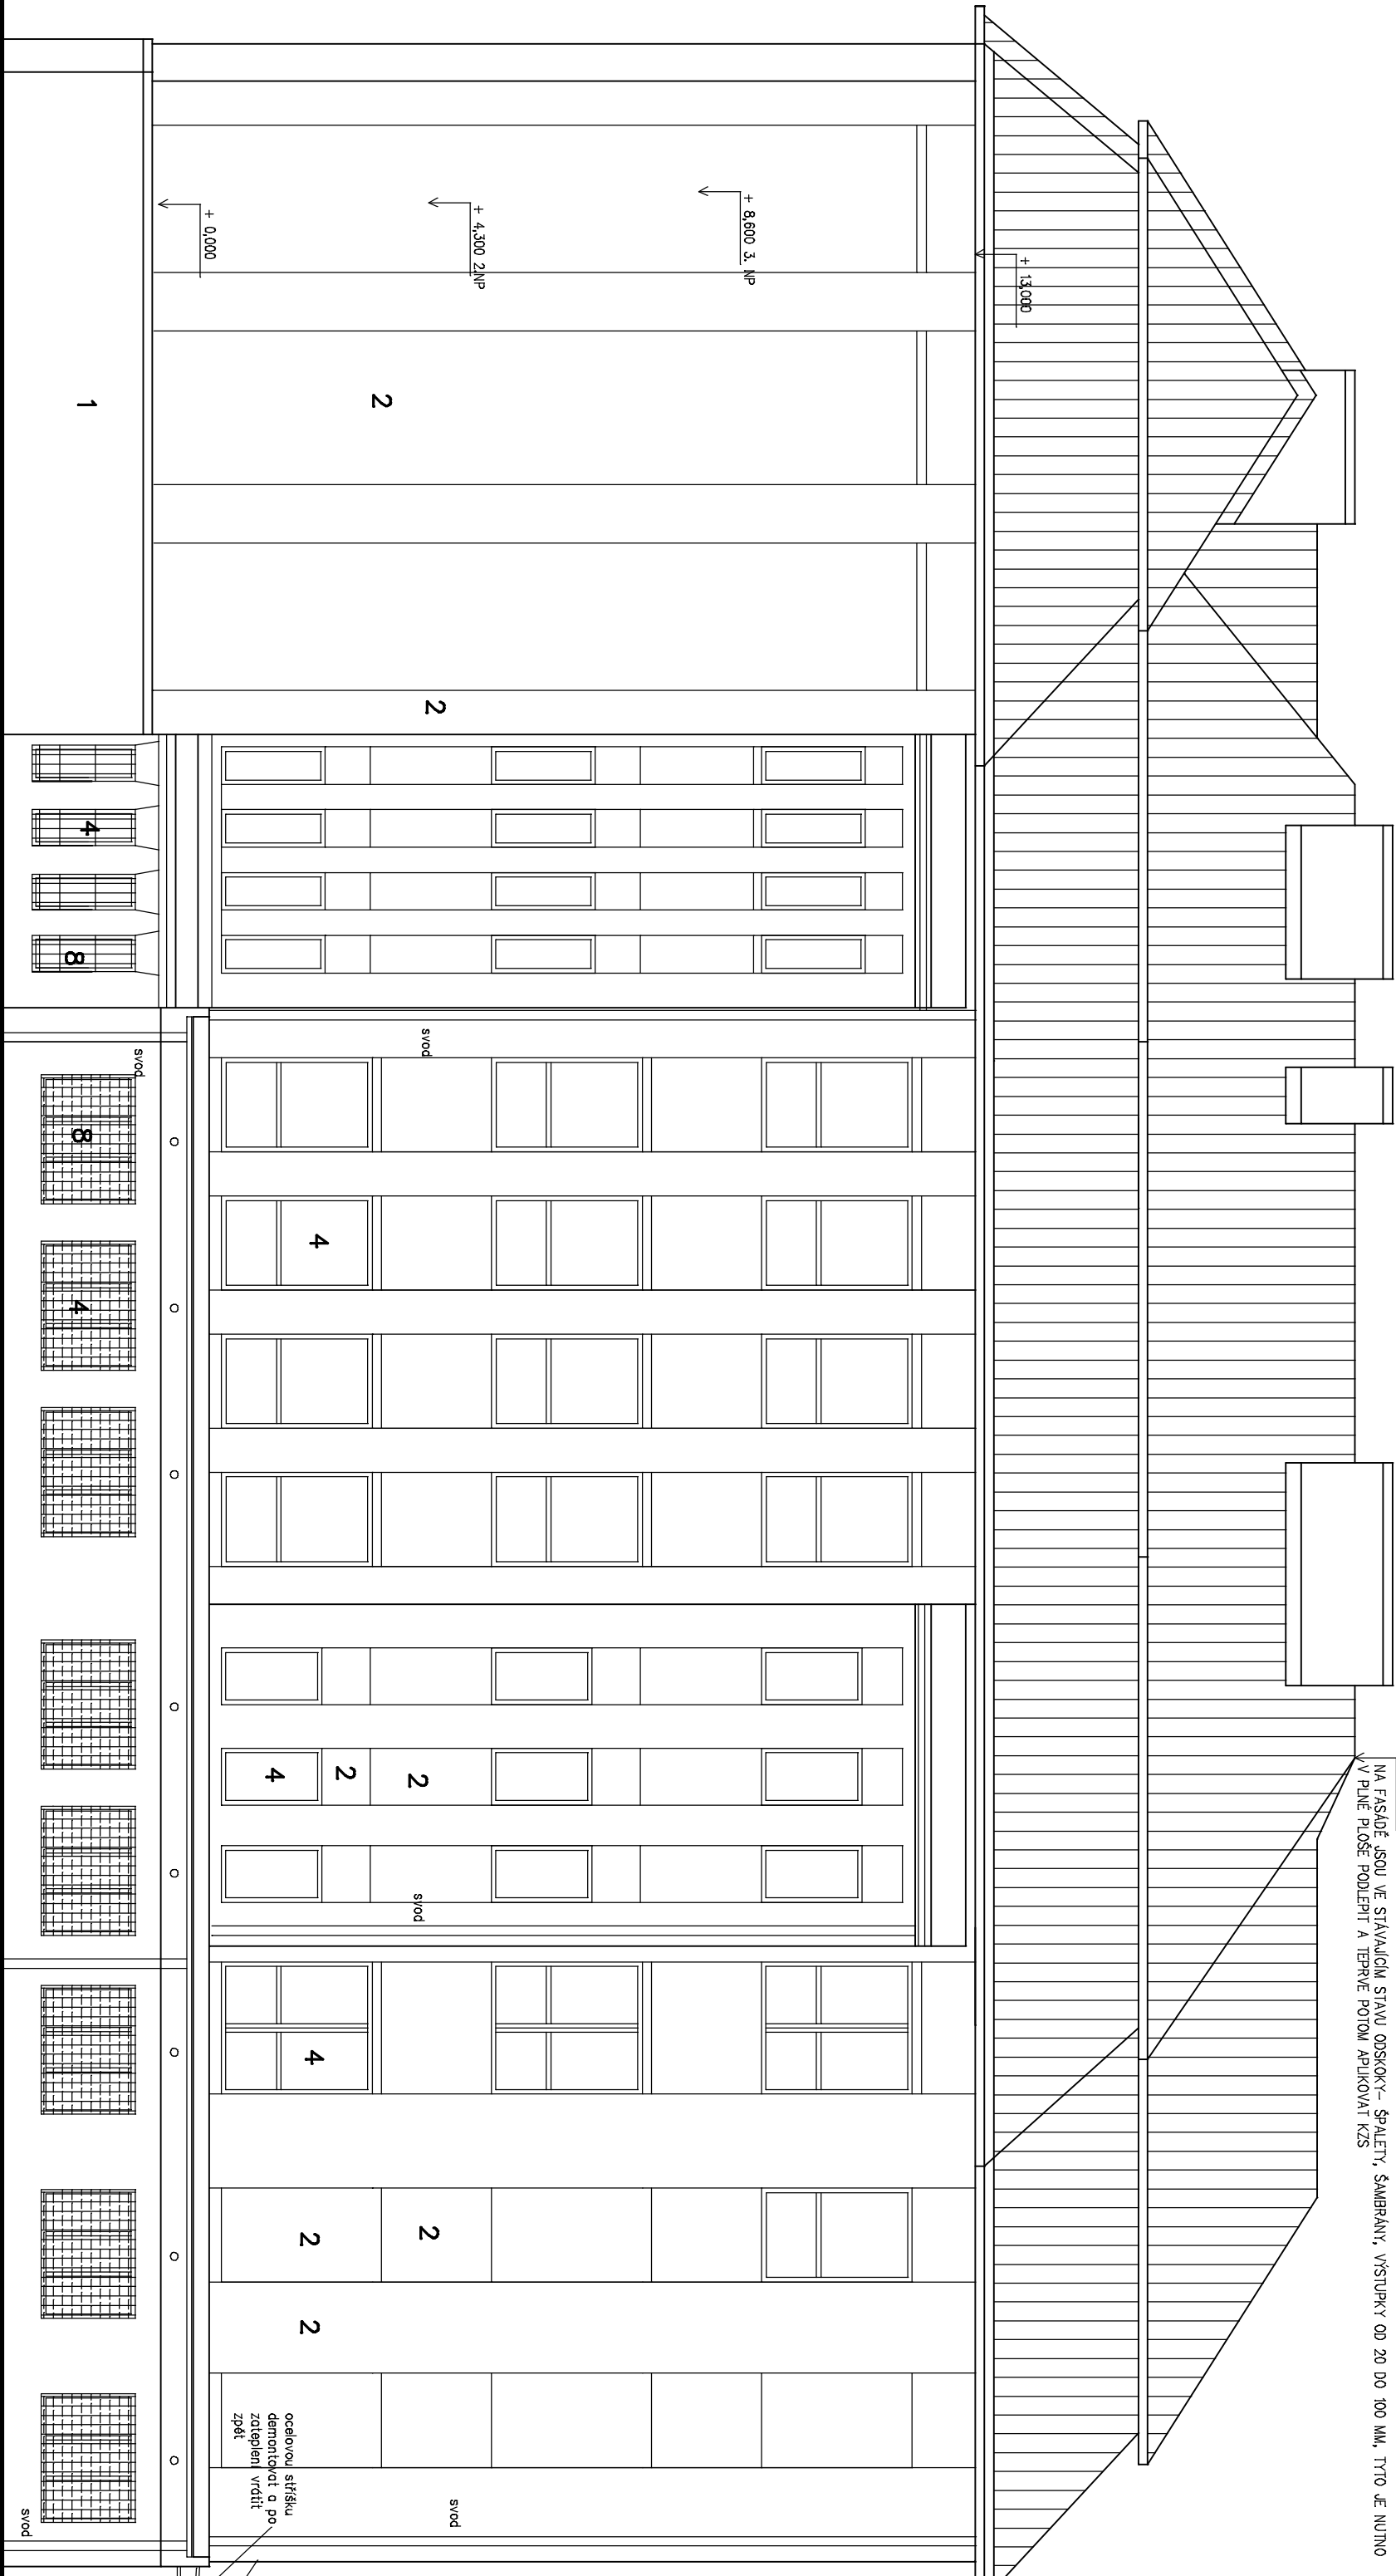 NA FASÁDĚ JSOU VE STÁVAJÍCÍM STAVU ODSKOKY– ŠPALETY, ŠAMBRÁNY, VÝSTUPKY OD 20 DO 100 MM, TYTO JE NUTNO
V PLNÉ PLOŠE PODLEPIT A TEPRVE POTOM APLIKOVAT KZS
+ 13,000
+ 8,600 3. NP
+ 4,300 2.NP
+ 0,000
2
2
1
4
8
svod
svod
8
4
4
2
2
4
svod
4
2
2
2
svod
ocelovou stříšku
demontovat a po
zateplení vrátit
zpět
svod